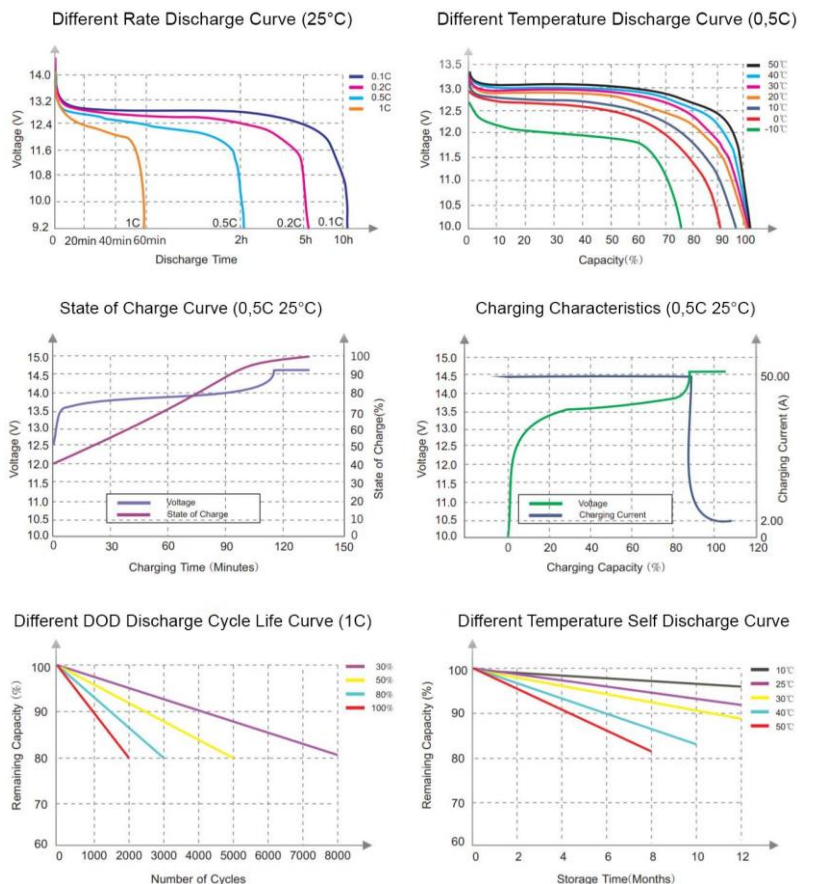 Different Rate Discharge Curve (25°C)
14.0
13.2
12.4
11.6
10.8
10.0
9.2
Voltage (V)
0.1C
0.2C
0.5C
1C
1C
0.5C
0.2C
0.1C
0 20min 40min 60min 2h 5h 10h
Discharge Time
Different Temperature Discharge Curve (0,5C)
13.5
13.0
12.5
12.0
11.5
11.0
10.5
10.0
Voltage (V)
50℃
40℃
30℃
20℃
10℃
0℃
-10℃
0 10 20 30 40 50 60 70 80 90 100
Capacity(%)
State of Charge Curve (0,5C 25°C)
15.0
14.5
14.0
13.5
13.0
12.5
12.0
11.5
11.0
10.5
10.0
Voltage (V)
100
90
80
70
60
50
40
30
20
10
0
State of Charge(%)
Voltage
State of Charge
0 30 60 90 120 150
Charging Time (Minutes)
Charging Characteristics (0,5C 25°C)
15.0
14.5
14.0
13.5
13.0
12.5
12.0
11.5
11.0
10.5
10.0
Voltage (V)
50.00
2.00
0
Charging Current (A)
Voltage
Charging Current
0 20 40 60 80 100 120
Charging Capacity (%)
Different DOD Discharge Cycle Life Curve (1C)
100
90
80
70
60
Remaining Capacity (%)
30%
50%
80%
100%
0 1000 2000 3000 4000 5000 6000 7000 8000
Number of Cycles
Different Temperature Self Discharge Curve
100
90
80
70
60
Remaining Capacity (%)
10℃
25℃
30℃
40℃
50℃
0 2 4 6 8 10 12
Storage Time(Months)